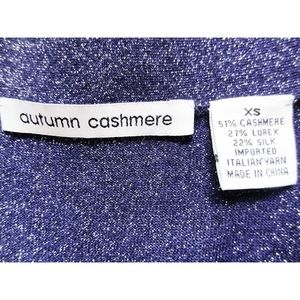 autumn cashmere
XS
51% CASHMERE
27% LUREX
22% SILK
IMPORTED
ITALIAN YARN
MADE IN CHINA